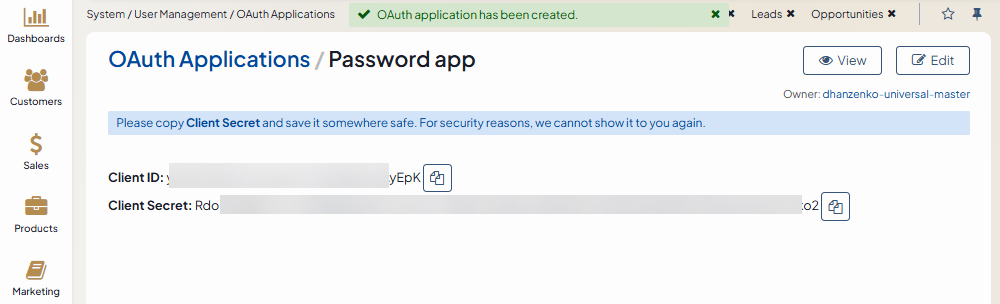 System / User Management / OAuth Applications
OAuth application has been created.
Leads
Opportunities
Dashboards
Customers
Sales
Products
Marketing
OAuth Applications / Password app
View
Edit
Owner: dhanzenko-universal-master
Please copy Client Secret and save it somewhere safe. For security reasons, we cannot show it to you again.
Client ID: yEpK
Client Secret: Rdo o2